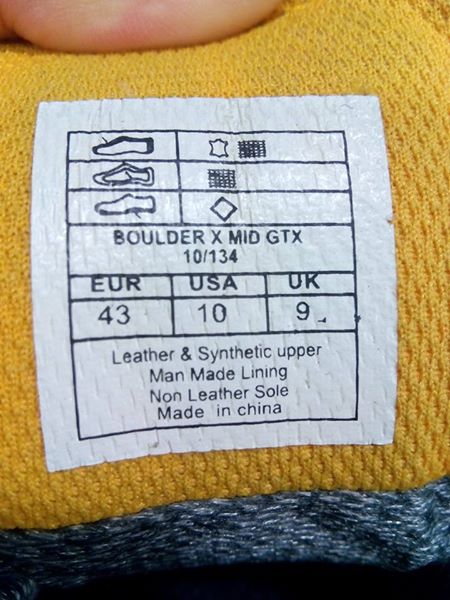 BOULDER X MID GTX
10/134
EUR USA UK
43 10 9
Leather & Synthetic upper
Man Made Lining
Non Leather Sole
Made in china